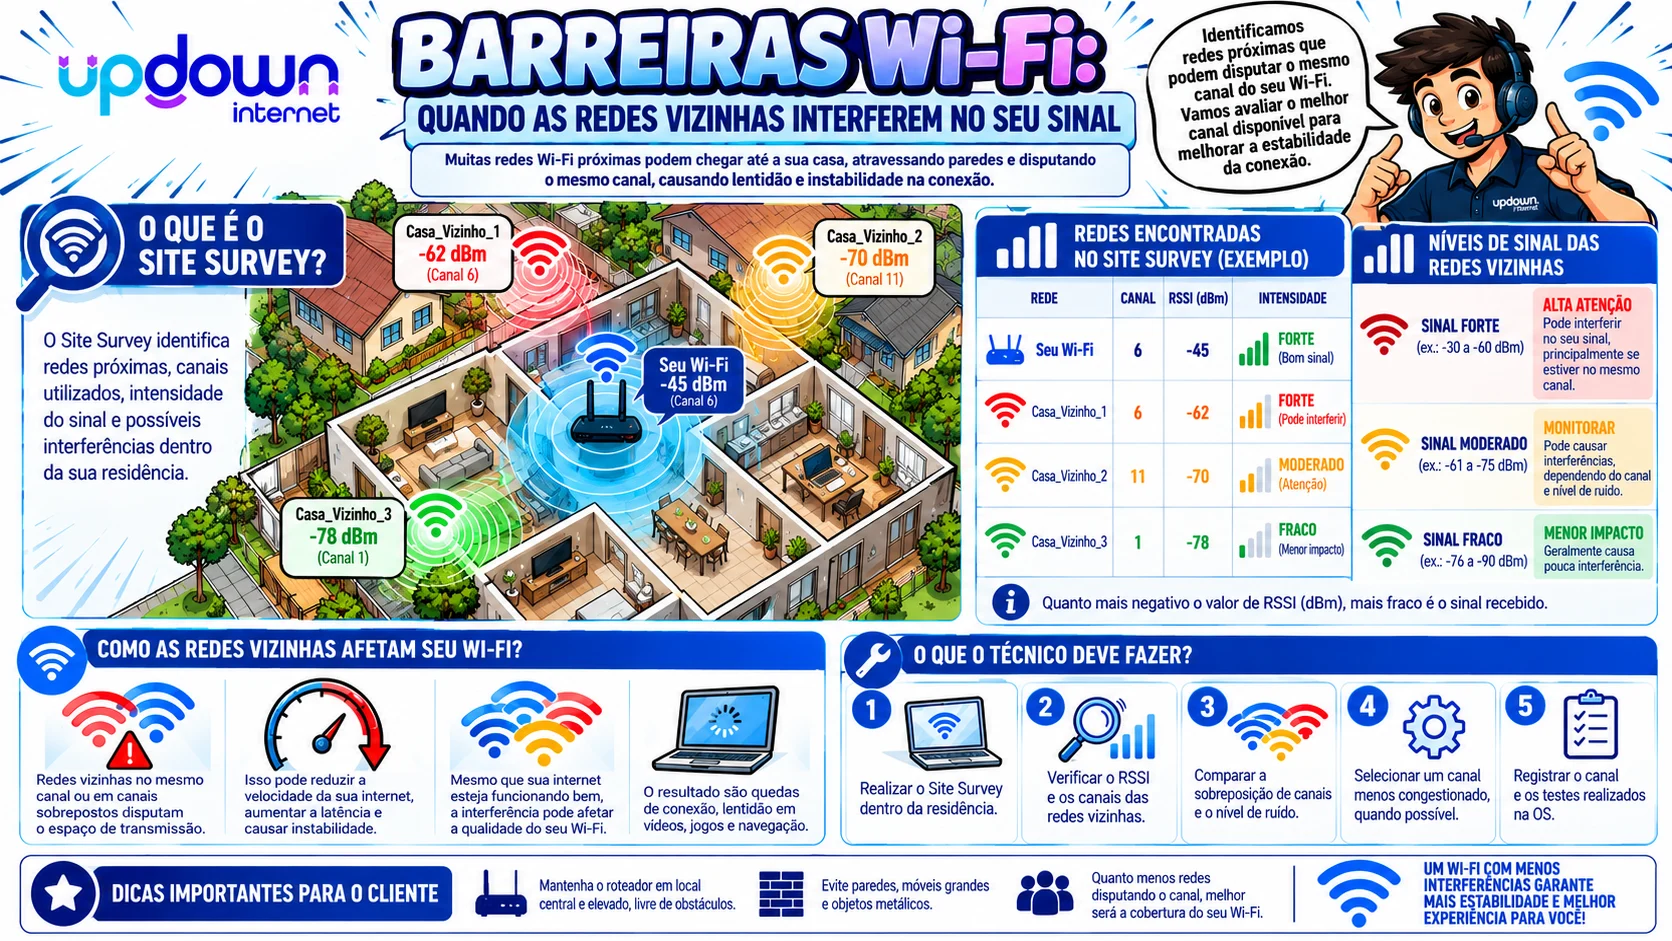 updown
internet
BARREIRAS Wi-Fi:
QUANDO AS REDES VIZINHAS INTERFEREM NO SEU SINAL
Muitas redes Wi-Fi próximas podem chegar até a sua casa, atravessando paredes e disputando
o mesmo canal, causando lentidão e instabilidade na conexão.
Identificamos
redes próximas que
podem disputar o mesmo
canal do seu Wi-Fi.
Vamos avaliar o melhor
canal disponível para
melhorar a estabilidade
da conexão.
updown.
internet
O QUE É O
SITE SURVEY?
O Site Survey identifica
redes próximas, canais
utilizados, intensidade
do sinal e possíveis
interferências dentro
da sua residência.
Casa_Vizinho_1
-62 dBm
(Canal 6)
Casa_Vizinho_2
-70 dBm
(Canal 11)
Seu Wi-Fi
-45 dBm
(Canal 6)
Casa_Vizinho_3
-78 dBm
(Canal 1)
REDES ENCONTRADAS
NO SITE SURVEY (EXEMPLO)
REDE CANAL RSSI (dBm) INTENSIDADE
Seu Wi-Fi 6 -45 FORTE
(Bom sinal)
Casa_Vizinho_1 6 -62 FORTE
(Pode interferir)
Casa_Vizinho_2 11 -70 MODERADO
(Atenção)
Casa_Vizinho_3 1 -78 FRACO
(Menor impacto)
Quanto mais negativo o valor de RSSI (dBm), mais fraco é o sinal recebido.
NÍVEIS DE SINAL DAS
REDES VIZINHAS
SINAL FORTE
(ex.: -30 a -60 dBm)
ALTA ATENÇÃO
Pode interferir
no seu sinal,
principalmente se
estiver no mesmo
canal.
SINAL MODERADO
(ex.: -61 a -75 dBm)
MONITORAR
Pode causar
interferências,
dependendo do canal
e nível de ruído.
SINAL FRACO
(ex.: -76 a -90 dBm)
MENOR IMPACTO
Geralmente causa
pouca interferência.
COMO AS REDES VIZINHAS AFETAM SEU WI-FI?
Redes vizinhas no mesmo
canal ou em canais
sobrepostos disputam
o espaço de transmissão.
Isso pode reduzir a
velocidade da sua internet,
aumentar a latência e
causar instabilidade.
Mesmo que sua internet
esteja funcionando bem,
a interferência pode afetar
a qualidade do seu Wi-Fi.
O resultado são quedas
de conexão, lentidão em
vídeos, jogos e navegação.
O QUE O TÉCNICO DEVE FAZER?
1
Realizar o Site Survey
dentro da residência.
2
Verificar o RSSI
e os canais das
redes vizinhas.
3
Comparar a
sobreposição de canais
e o nível de ruído.
4
Selecionar um canal
menos congestionado,
quando possível.
5
Registrar o canal
e os testes realizados
na OS.
DICAS IMPORTANTES PARA O CLIENTE
Mantenha o roteador em local
central e elevado, livre de obstáculos.
Evite paredes, móveis grandes
e objetos metálicos.
Quanto menos redes
disputando o canal, melhor
será a cobertura do seu Wi-Fi.
UM WI-FI COM MENOS
INTERFERÊNCIAS GARANTE
MAIS ESTABILIDADE E MELHOR
EXPERIÊNCIA PARA VOCÊ!